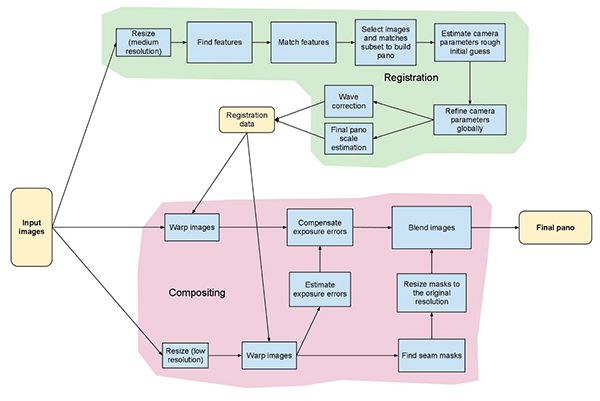 Resize
(medium
resolution)
Find features
Match features
Select images
and matches
subset to build
pano
Estimate camera
parameters rough
initial guess
Registration
Wave
correction
Final pano
scale
estimation
Refine camera
parameters
globally
Registration
data
Input
images
Warp images
Compensate
exposure errors
Blend images
Final pano
Compositing
Estimate
exposure errors
Resize masks to
the original
resolution
Resize (low
resolution)
Warp images
Find seam masks